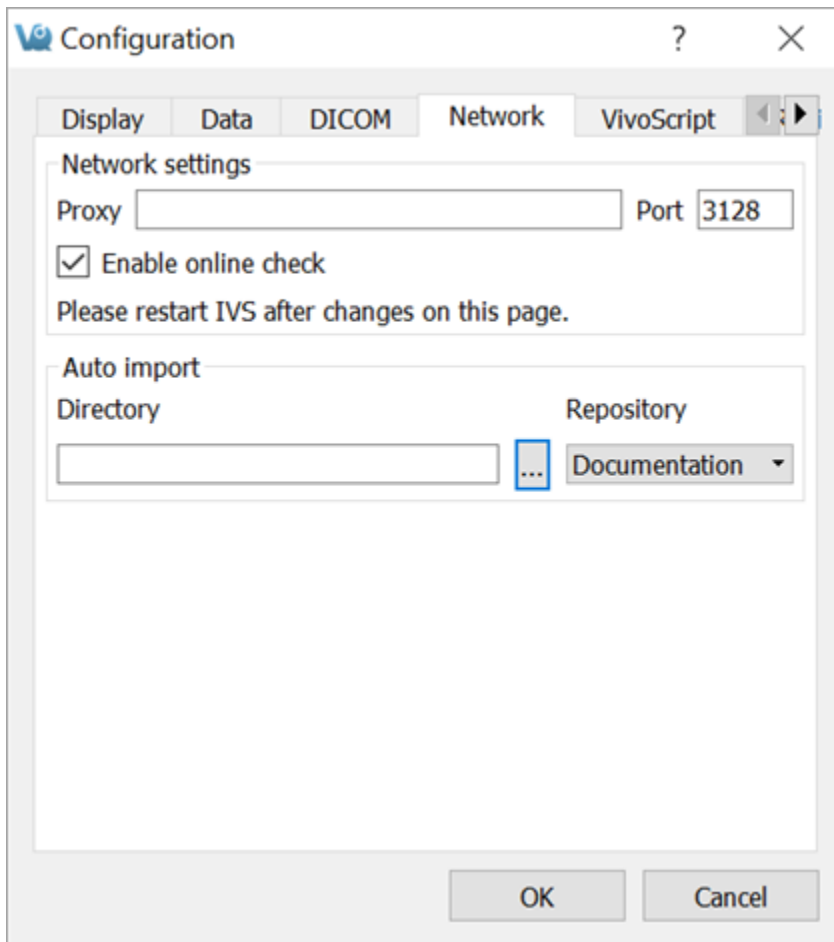 Configuration ?
Display Data DICOM Network VivoScript
Network settings
Proxy Port 3128
Enable online check
Please restart IVS after changes on this page.
Auto import
Directory Repository
... Documentation
OK Cancel